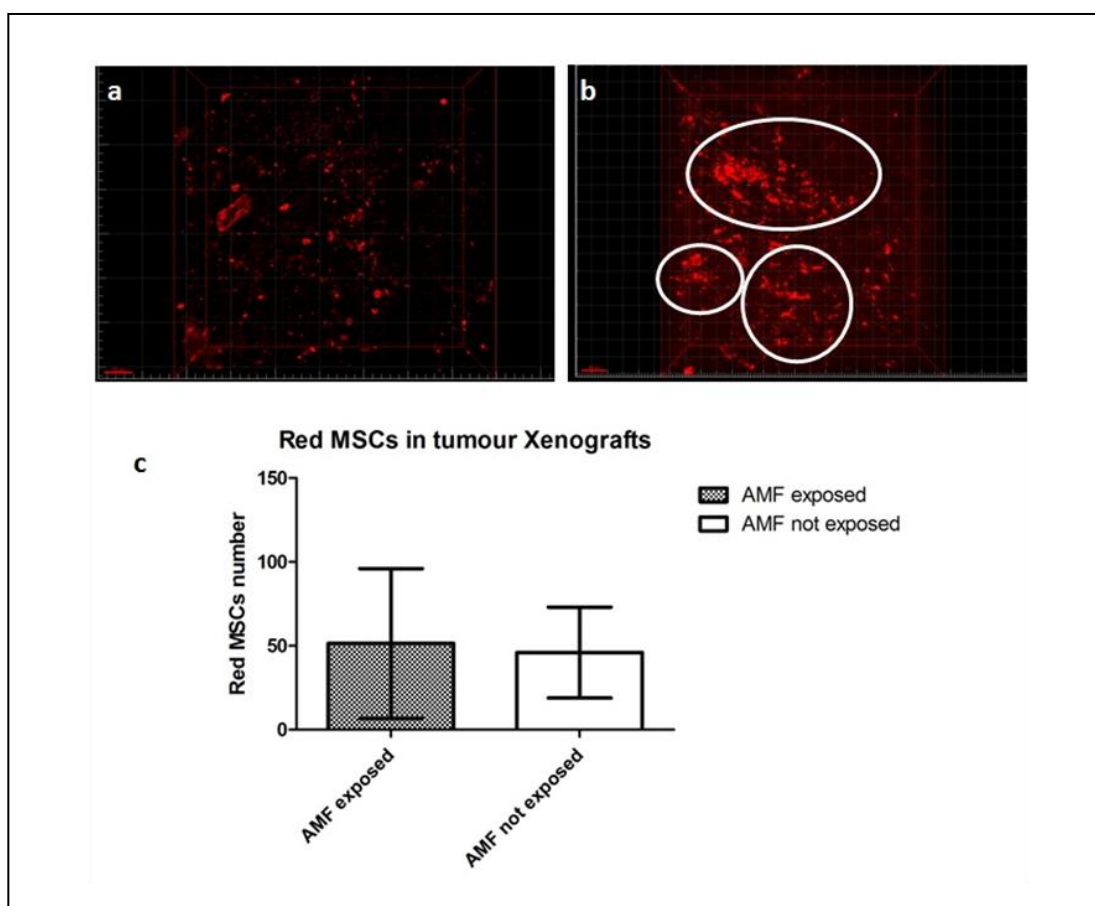 a
b
Red MSCs in tumour Xenografts
c
150
100
50
0
Red MSCs number
AMF exposed
AMF not exposed
AMF exposed
AMF not exposed